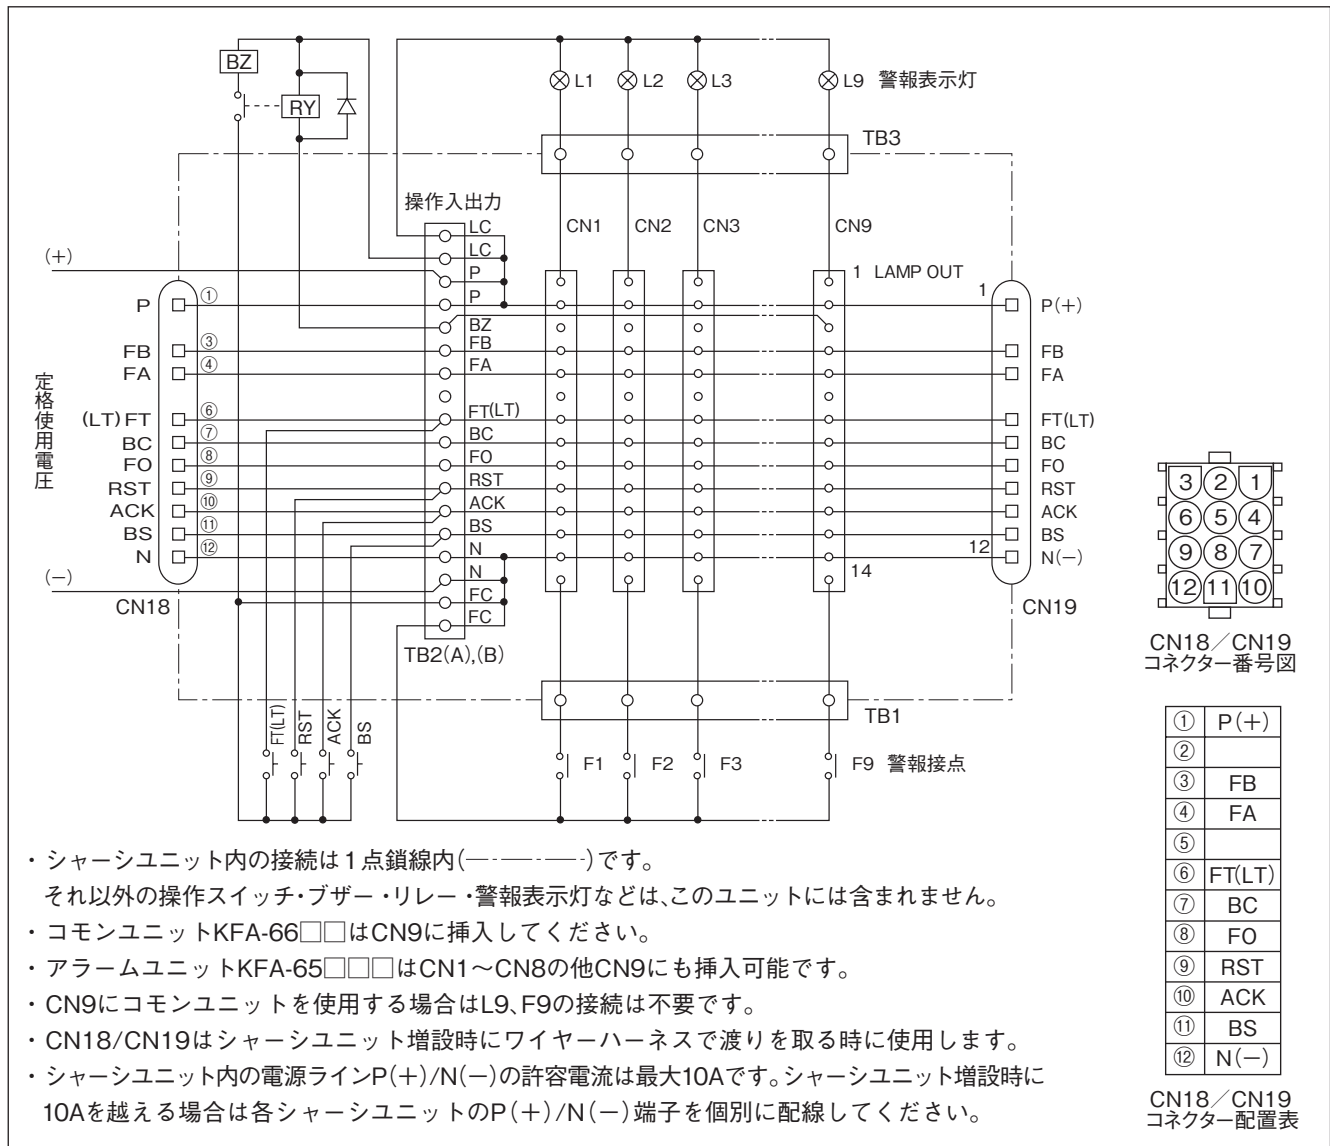 BZ
RY
L1
L2
L3
L9 警報表示灯
TB3
操作入出力
CN1
CN2
CN3
CN9
LC
LC
P
P
BZ
FB
FA
FT(LT)
BC
FO
RST
ACK
BS
N
N
FC
FC
TB2(A),(B)
1 LAMP OUT
14
(+)
(−)
定格使用電圧
P ①
FB ③
FA ④
(LT)FT ⑥
BC ⑦
FO ⑧
RST ⑨
ACK ⑩
BS ⑪
N ⑫
CN18
1 P(+)
FB
FA
FT(LT)
BC
FO
RST
ACK
BS
12 N(−)
CN19
FT(LT)
RST
ACK
BS
TB1
F1
F2
F3
F9 警報接点
3 2 1
6 5 4
9 8 7
12 11 10
CN18/CN19
コネクター番号図
① P(+)
②
③ FB
④ FA
⑤
⑥ FT(LT)
⑦ BC
⑧ FO
⑨ RST
⑩ ACK
⑪ BS
⑫ N(−)
CN18/CN19
コネクター配置表
・シャーシユニット内の接続は1点鎖線内(—-—-—)です。
それ以外の操作スイッチ・ブザー・リレー・警報表示灯などは、このユニットには含まれません。
・コモンユニットKFA-66□□はCN9に挿入してください。
・アラームユニットKFA-65□□□はCN1〜CN8の他CN9にも挿入可能です。
・CN9にコモンユニットを使用する場合はL9、F9の接続は不要です。
・CN18/CN19はシャーシユニット増設時にワイヤーハーネスで渡りを取る時に使用します。
・シャーシユニット内の電源ラインP(+)/N(−)の許容電流は最大10Aです。シャーシユニット増設時に
10Aを越える場合は各シャーシユニットのP(+)/N(−)端子を個別に配線してください。